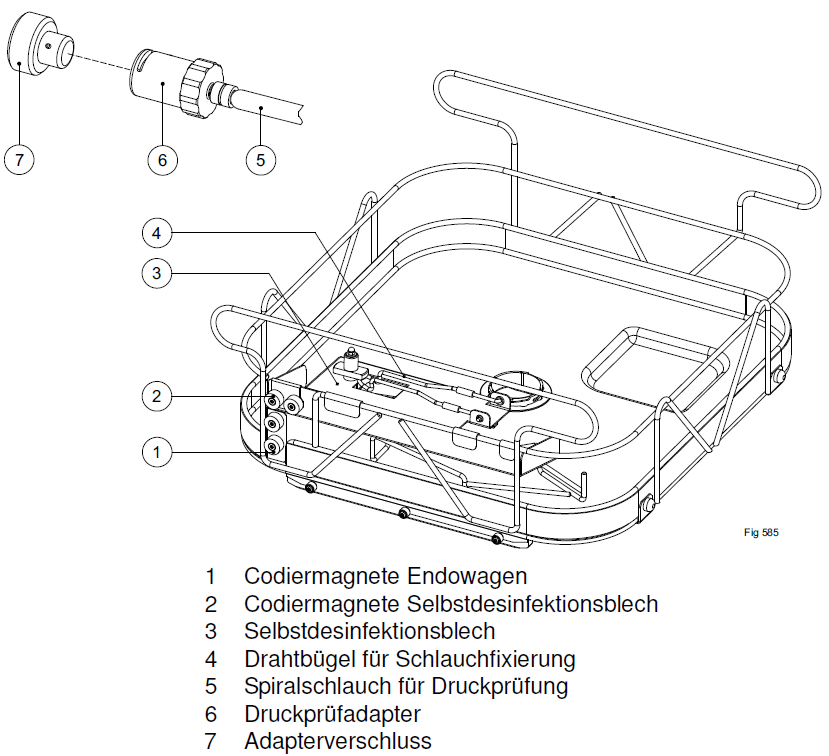 7
6
5
4
3
2
1
Fig 585
1 Codiermagnete Endowagen
2 Codiermagnete Selbstdesinfektionsblech
3 Selbstdesinfektionsblech
4 Drahtbügel für Schlauchfixierung
5 Spiralschlauch für Druckprüfung
6 Druckprüfadapter
7 Adapterverschluss